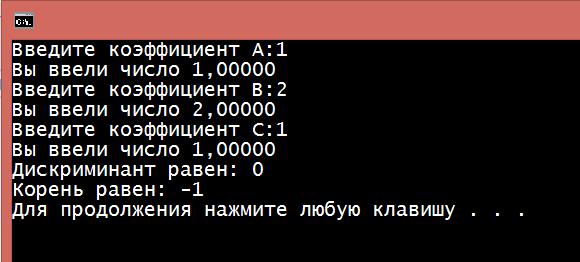 Введите коэффициент A:1
Вы ввели число 1,00000
Введите коэффициент B:2
Вы ввели число 2,00000
Введите коэффициент C:1
Вы ввели число 1,00000
Дискриминант равен: 0
Корень равен: -1
Для продолжения нажмите любую клавишу . . .